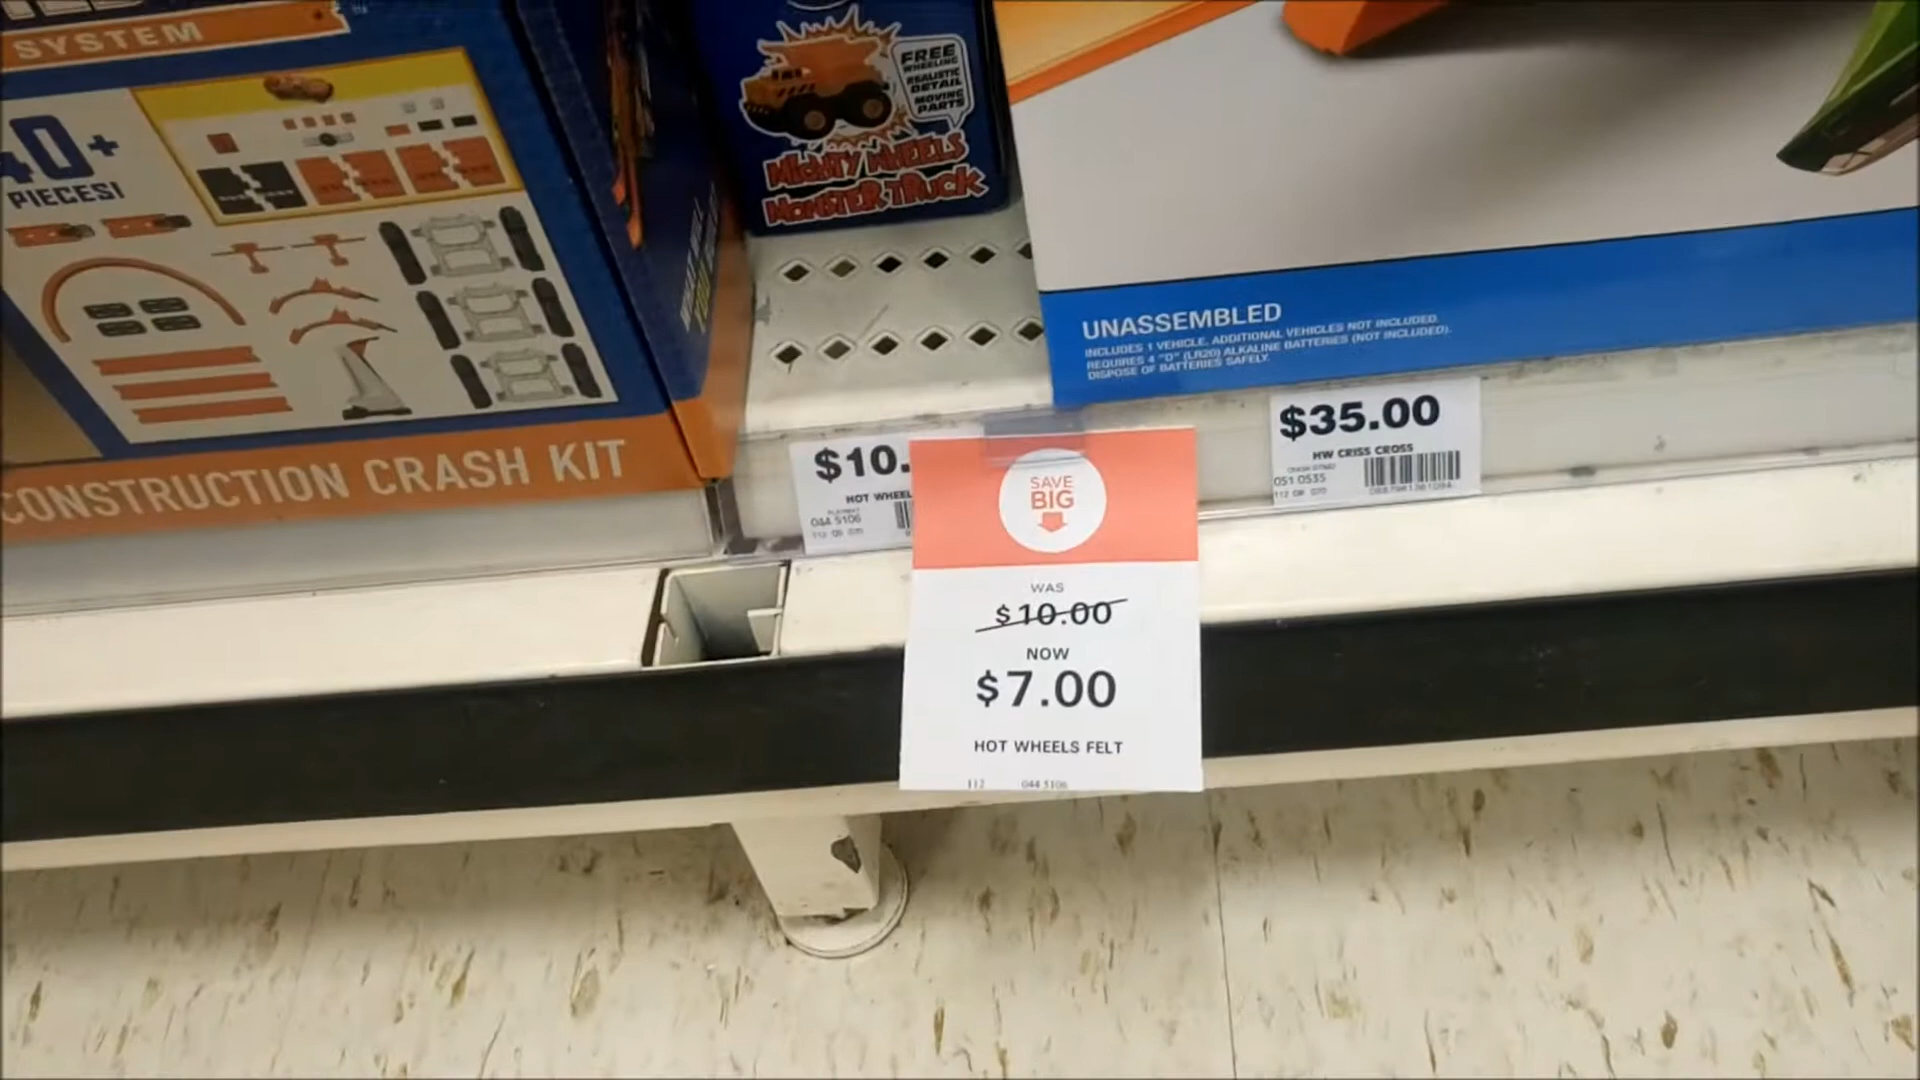 SYSTEM
40+
PIECES!
CONSTRUCTION CRASH KIT
FREE
WHEELING
REALISTIC
DETAIL
MOVING
PARTS
MIGHTY WHEELS
MONSTER TRUCK
UNASSEMBLED
INCLUDES 1 VEHICLE. ADDITIONAL VEHICLES NOT INCLUDED.
REQUIRES 4 "D" (LR20) ALKALINE BATTERIES (NOT INCLUDED).
DISPOSE OF BATTERIES SAFELY.
$10.
HOT WHEEL
044 5106
$35.00
HW CRISS CROSS
051 0535
SAVE
BIG
WAS
$10.00
NOW
$7.00
HOT WHEELS FELT
112 044 5106